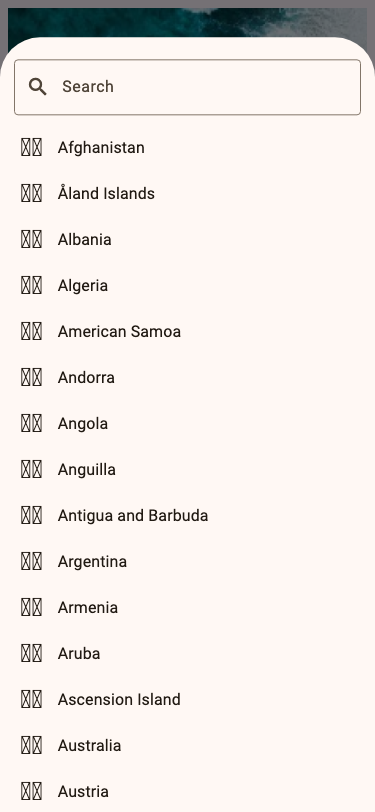 Search
Afghanistan
Åland Islands
Albania
Algeria
American Samoa
Andorra
Angola
Anguilla
Antigua and Barbuda
Argentina
Armenia
Aruba
Ascension Island
Australia
Austria